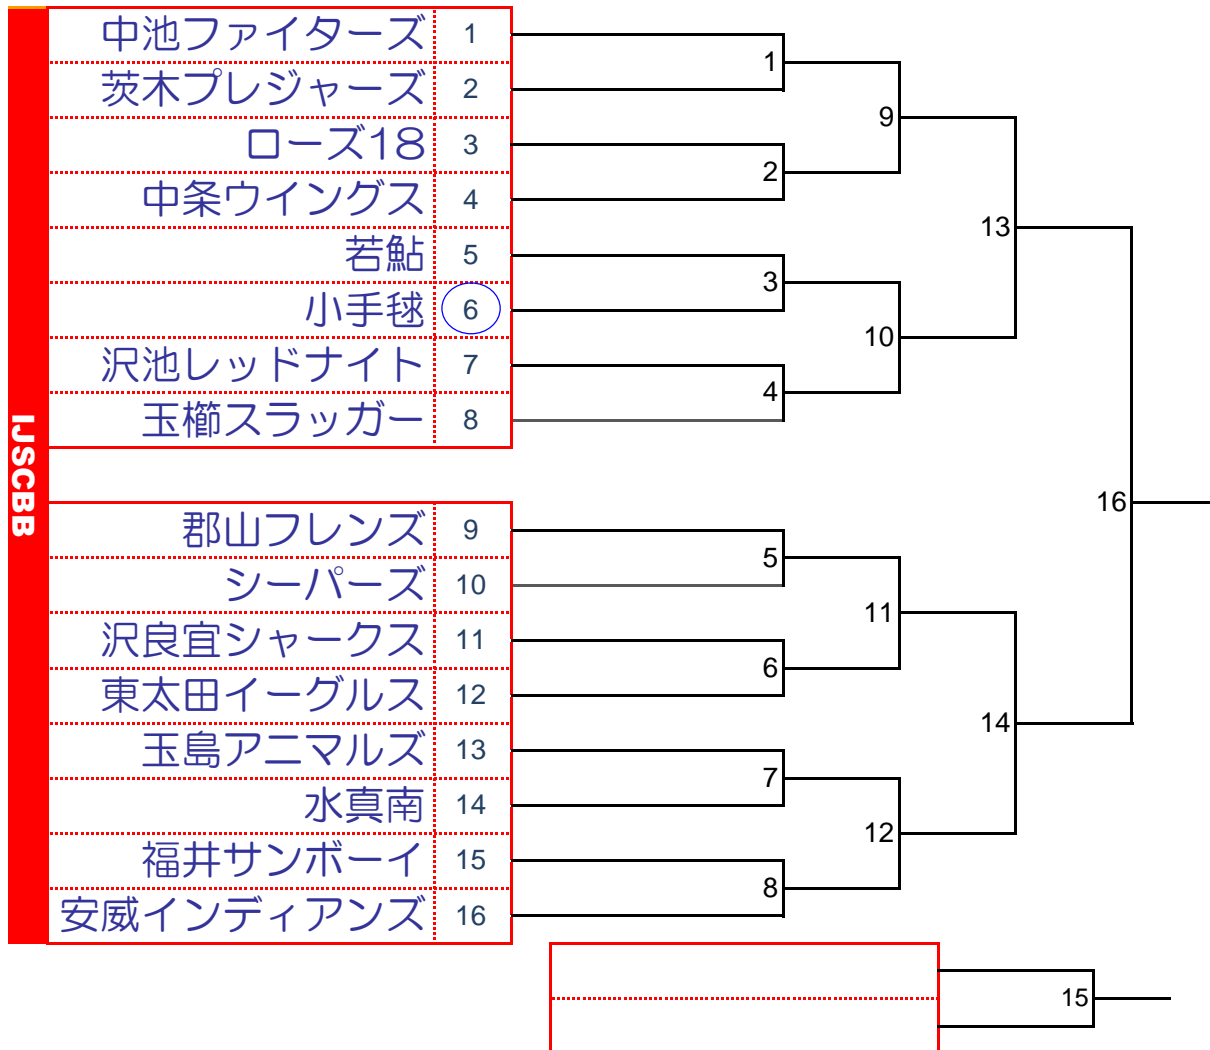 IJSCBB
中池ファイターズ 1
茨木プレジャーズ 2
ローズ18 3
中条ウイングス 4
若鮎 5
小手毬 6
沢池レッドナイト 7
玉櫛スラッガー 8
郡山フレンズ 9
シーパーズ 10
沢良宜シャークス 11
東太田イーグルス 12
玉島アニマルズ 13
水真南 14
福井サンボーイ 15
安威インディアンズ 16
1
2
3
4
5
6
7
8
9
10
11
12
13
14
16
15